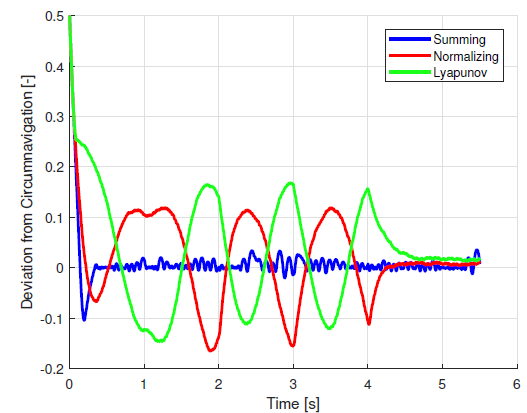 Deviation from Circumnavigation [-]
0.5
0.4
0.3
0.2
0.1
0
-0.1
-0.2
Summing
Normalizing
Lyapunov
0 1 2 3 4 5 6
Time [s]